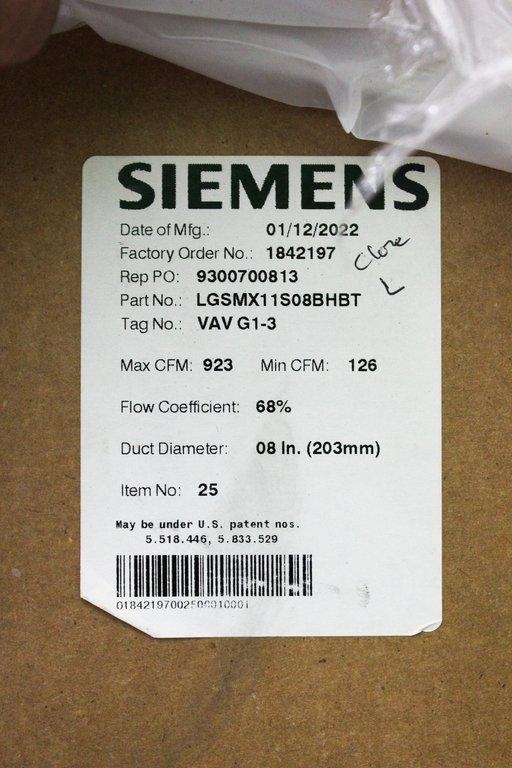 SIEMENS
Date of Mfg.: 01/12/2022
Factory Order No.: 1842197
Rep PO: 9300700813
Part No.: LGSMX11S08BHBT
Tag No.: VAV G1-3
Max CFM: 923 Min CFM: 126
Flow Coefficient: 68%
Duct Diameter: 08 In. (203mm)
Item No: 25
May be under U.S. patent nos.
5.518.446, 5.833.529